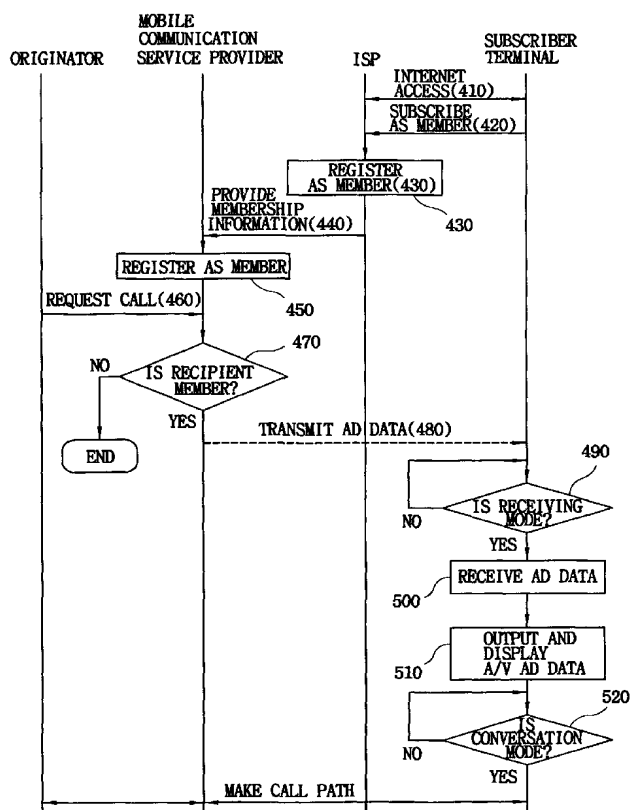 MOBILE
COMMUNICATION
SERVICE PROVIDER
ORIGINATOR
ISP
SUBSCRIBER
TERMINAL
INTERNET
ACCESS(410)
SUBSCRIBE
AS MEMBER(420)
REGISTER
AS MEMBER(430)
430
PROVIDE
MEMBERSHIP
INFORMATION(440)
REGISTER AS MEMBER
450
REQUEST CALL(460)
470
IS RECIPIENT
MEMBER?
NO
YES
END
TRANSMIT AD DATA(480)
490
IS RECEIVING
MODE?
NO
YES
RECEIVE AD DATA
500
OUTPUT AND
DISPLAY
A/V AD DATA
510
520
IS
CONVERSATION
MODE?
NO
YES
MAKE CALL PATH